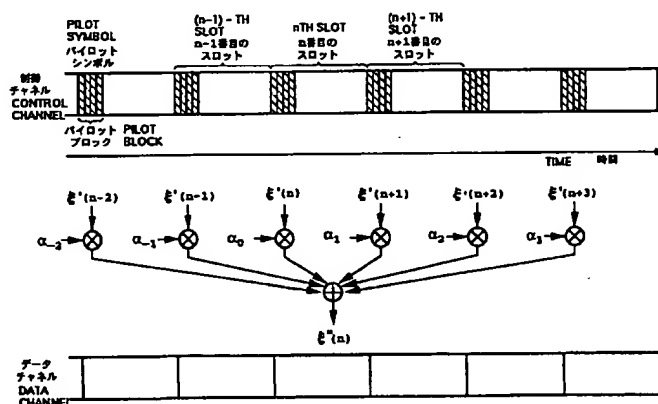 PILOT
SYMBOL
パイロット
シンボル
(n-1) - TH
SLOT
n-1番目の
スロット
nTH SLOT
n番目の
スロット
(n+1) - TH
SLOT
n+1番目の
スロット
制御
チャネル
CONTROL
CHANNEL
パイロット
ブロック
PILOT
BLOCK
TIME 時間
ξ'(n-2) ξ'(n-1) ξ'(n) ξ'(n+1) ξ'(n+2) ξ'(n+3)
α-2 α-1 α0 α1 α2 α3
ξ"(n)
データ
チャネル
DATA
CHANNEL